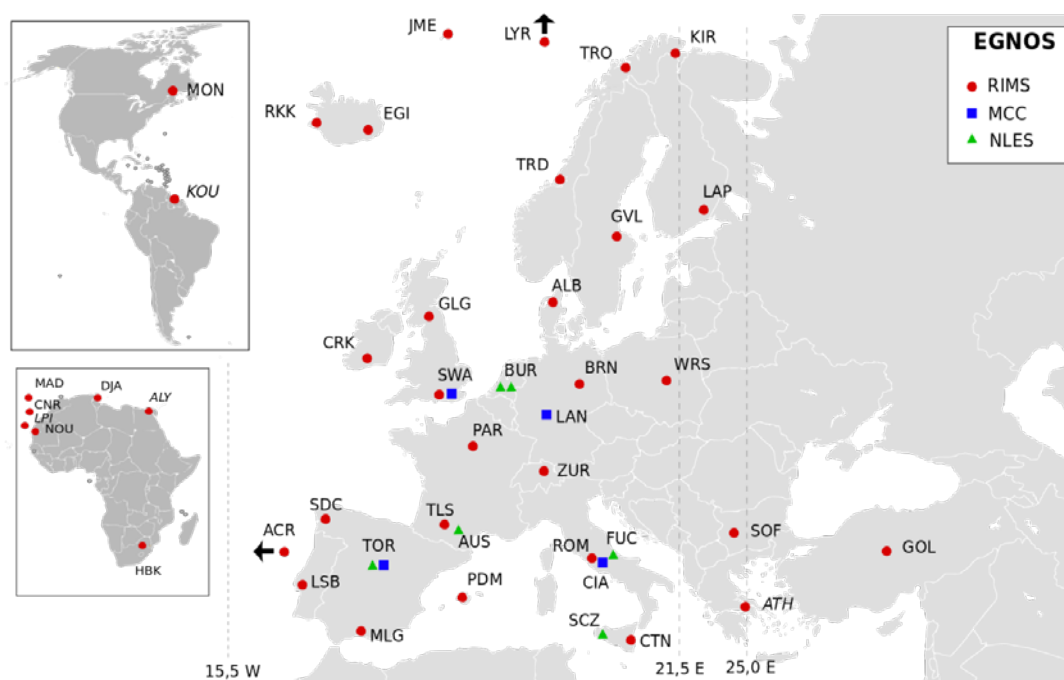 JME
LYR
KIR
TRO
EGNOS
RIMS
MCC
NLES
MON
RKK
EGI
TRD
KOU
LAP
GVL
ALB
GLG
CRK
SWA
BUR
BRN
WRS
MAD
DJA
CNR
ALY
LPI
NOU
LAN
PAR
ZUR
SDC
TLS
ACR
AUS
TOR
ROM
FUC
SOF
GOL
HBK
LSB
PDM
CIA
ATH
SCZ
MLG
CTN
15,5 W
21,5 E
25,0 E